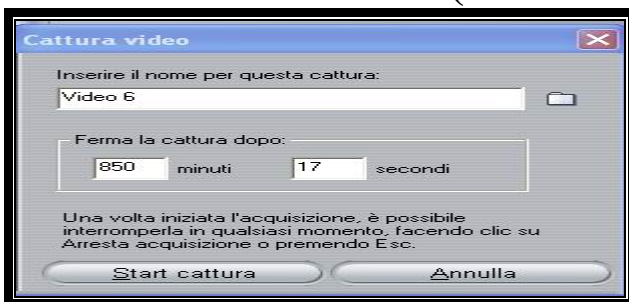 Cattura video
Inserire il nome per questa cattura:
Video 6
Ferma la cattura dopo:
850 minuti 17 secondi
Una volta iniziata l'acquisizione, è possibile
interromperla in qualsiasi momento, facendo clic su
Arresta acquisizione o premendo Esc.
Start cattura Annulla